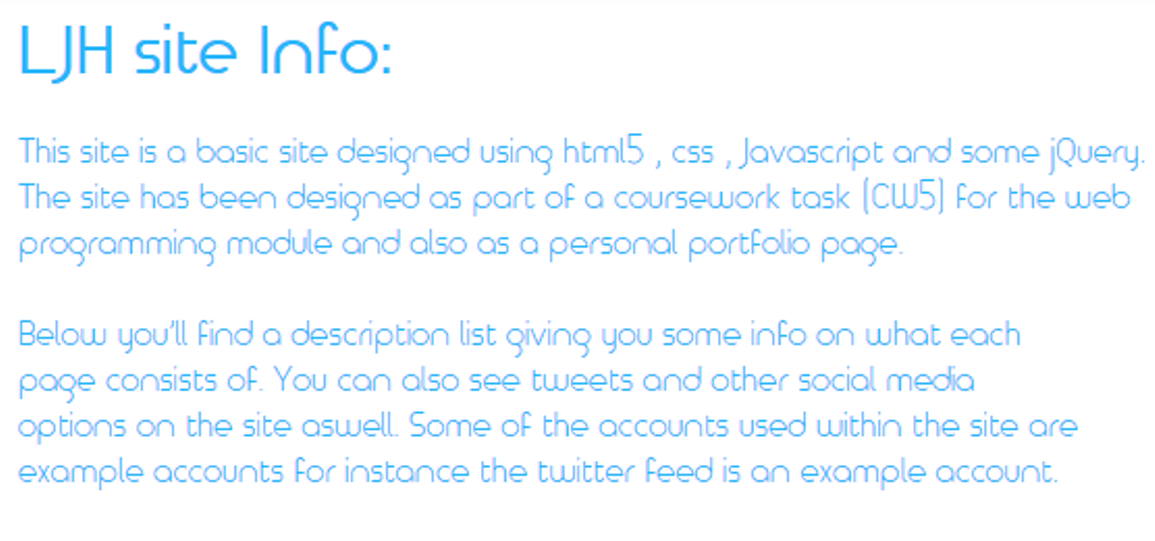 LJH site Info:
This site is a basic site designed using html5 , css , Javascript and some jQuery.
The site has been designed as part of a coursework task (CW5) for the web
programming module and also as a personal portfolio page.
Below you'll find a description list giving you some info on what each
page consists of. You can also see tweets and other social media
options on the site aswell. Some of the accounts used within the site are
example accounts for instance the twitter feed is an example account.